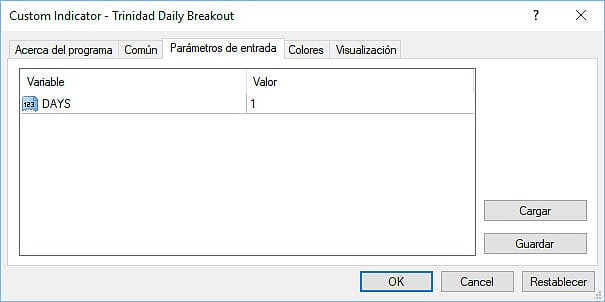 Custom Indicator - Trinidad Daily Breakout
? ×
Acerca del programa Común Parámetros de entrada Colores Visualización
Variable Valor
123 DAYS 1
Cargar
Guardar
OK Cancel Restablecer